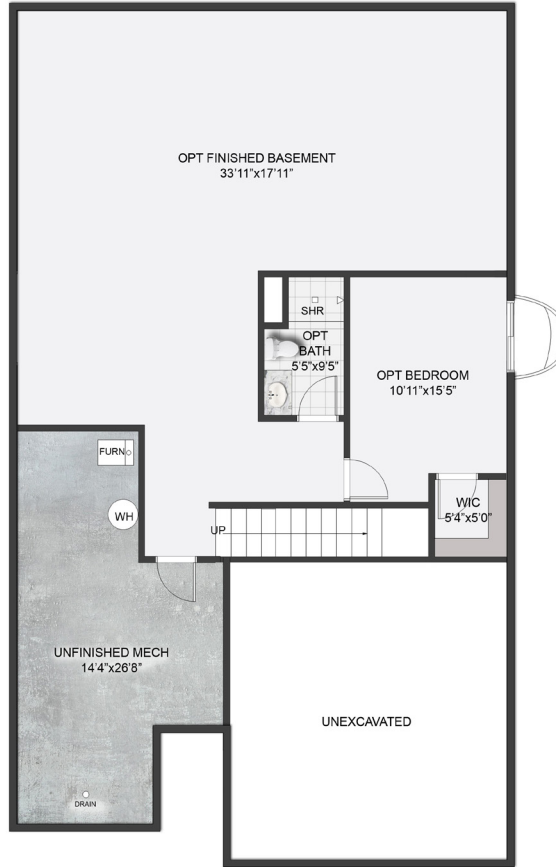 OPT FINISHED BASEMENT
33'11"x17'11"
SHR
OPT
BATH
5'5"x9'5"
OPT BEDROOM
10'11"x15'5"
FURN
WH
WIC
5'4"x5'0"
UP
UNFINISHED MECH
14'4"x26'8"
UNEXCAVATED
DRAIN